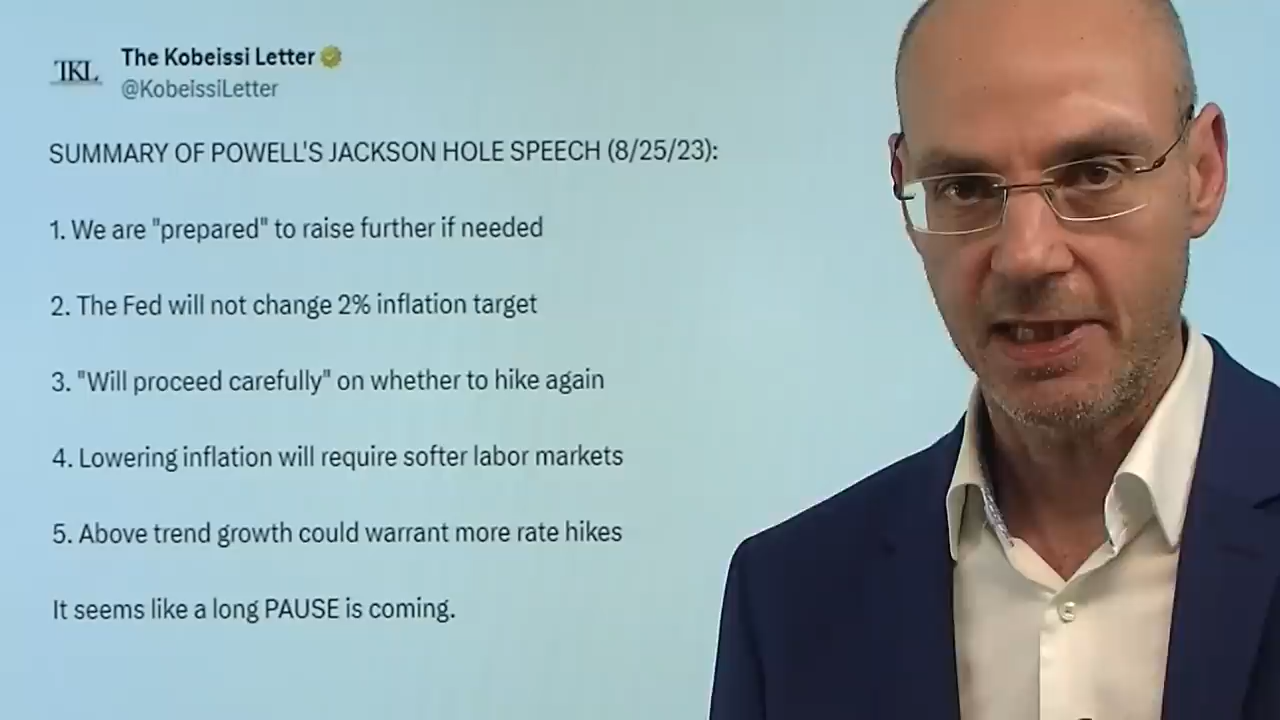 TKL
The Kobeissi Letter
@KobeissiLetter
SUMMARY OF POWELL'S JACKSON HOLE SPEECH (8/25/23):
1. We are "prepared" to raise further if needed
2. The Fed will not change 2% inflation target
3. "Will proceed carefully" on whether to hike again
4. Lowering inflation will require softer labor markets
5. Above trend growth could warrant more rate hikes
It seems like a long PAUSE is coming.